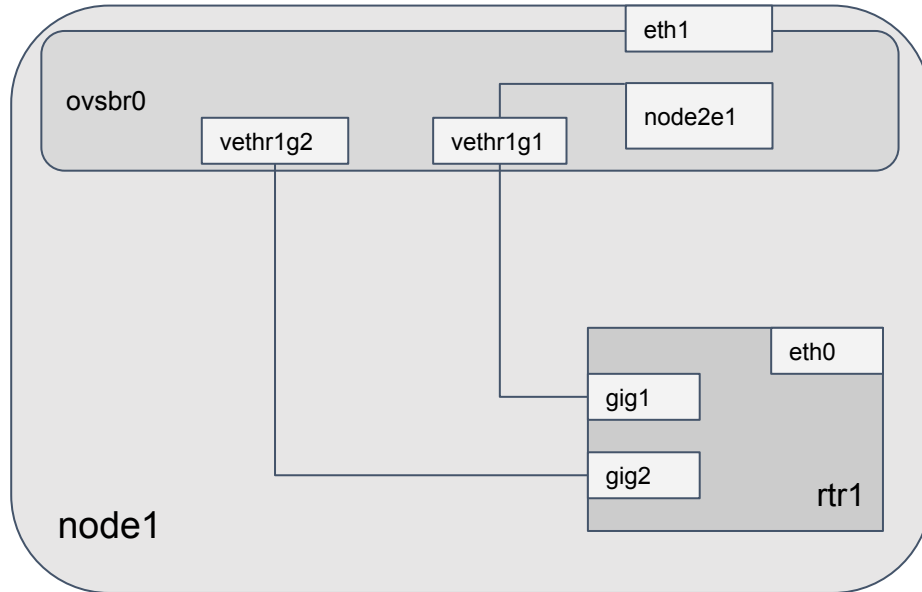 eth1
ovsbr0
node2e1
vethr1g2
vethr1g1
eth0
gig1
gig2
rtr1
node1